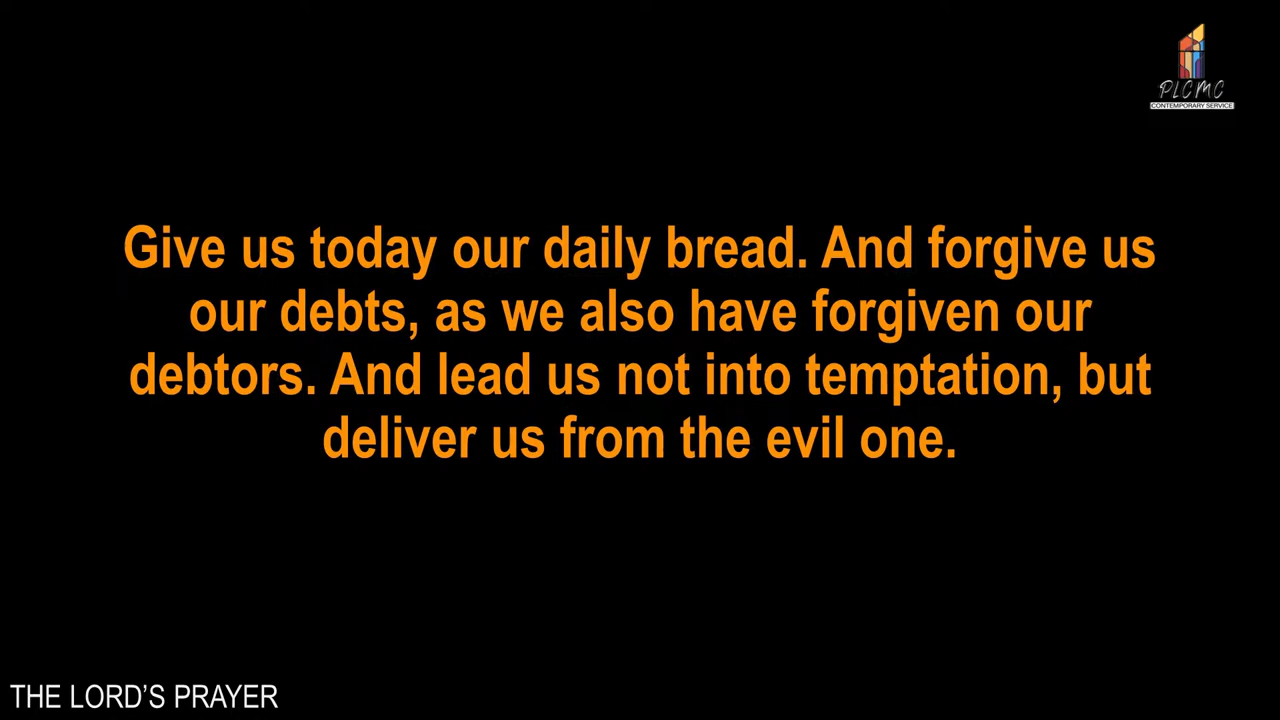 PLCMC
CONTEMPORARY SERVICE
Give us today our daily bread. And forgive us
our debts, as we also have forgiven our
debtors. And lead us not into temptation, but
deliver us from the evil one.
THE LORD’S PRAYER